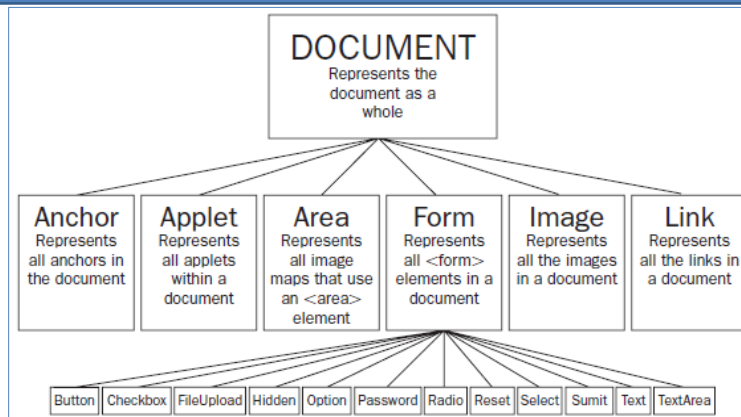 DOCUMENT
Represents the
document as a
whole
Anchor
Represents
all anchors in
the document
Applet
Represents
all applets
within a
document
Area
Represents
all image
maps that use
an <area>
element
Form
Represents
all <form>
elements in a
document
Image
Represents
all the images
in a document
Link
Represents
all the links in
a document
Button
Checkbox
FileUpload
Hidden
Option
Password
Radio
Reset
Select
Sumit
Text
TextArea